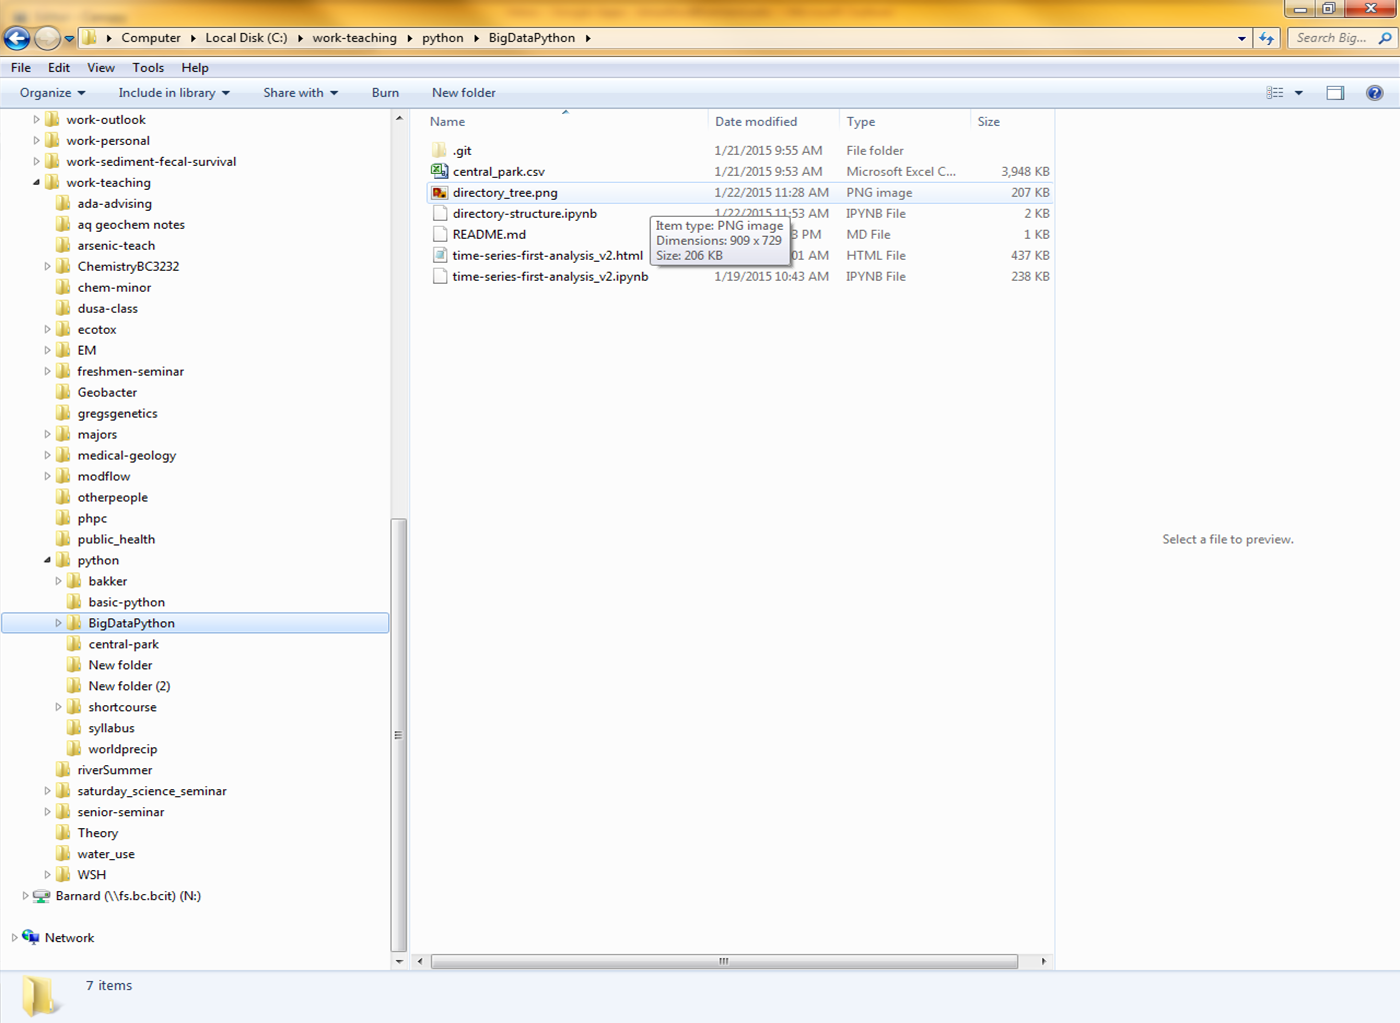 Computer ▸ Local Disk (C:) ▸ work-teaching ▸ python ▸ BigDataPython ▸
Search Big...
File Edit View Tools Help
Organize Include in library Share with Burn New folder
work-outlook
work-personal
work-sediment-fecal-survival
work-teaching
ada-advising
aq geochem notes
arsenic-teach
ChemistryBC3232
chem-minor
dusa-class
ecotox
EM
freshmen-seminar
Geobacter
gregsgenetics
majors
medical-geology
modflow
otherpeople
phpc
public_health
python
bakker
basic-python
BigDataPython
central-park
New folder
New folder (2)
shortcourse
syllabus
worldprecip
riverSummer
saturday_science_seminar
senior-seminar
Theory
water_use
WSH
Barnard (\\fs.bc.bcit) (N:)
Network
Name Date modified Type Size
.git 1/21/2015 9:55 AM File folder
central_park.csv 1/21/2015 9:53 AM Microsoft Excel C... 3,948 KB
directory_tree.png 1/22/2015 11:28 AM PNG image 207 KB
directory-structure.ipynb 1/22/2015 11:53 AM IPYNB File 2 KB
README.md PM MD File 1 KB
time-series-first-analysis_v2.html AM HTML File 437 KB
time-series-first-analysis_v2.ipynb 1/19/2015 10:43 AM IPYNB File 238 KB
Item type: PNG image
Dimensions: 909 x 729
Size: 206 KB
Select a file to preview.
7 items